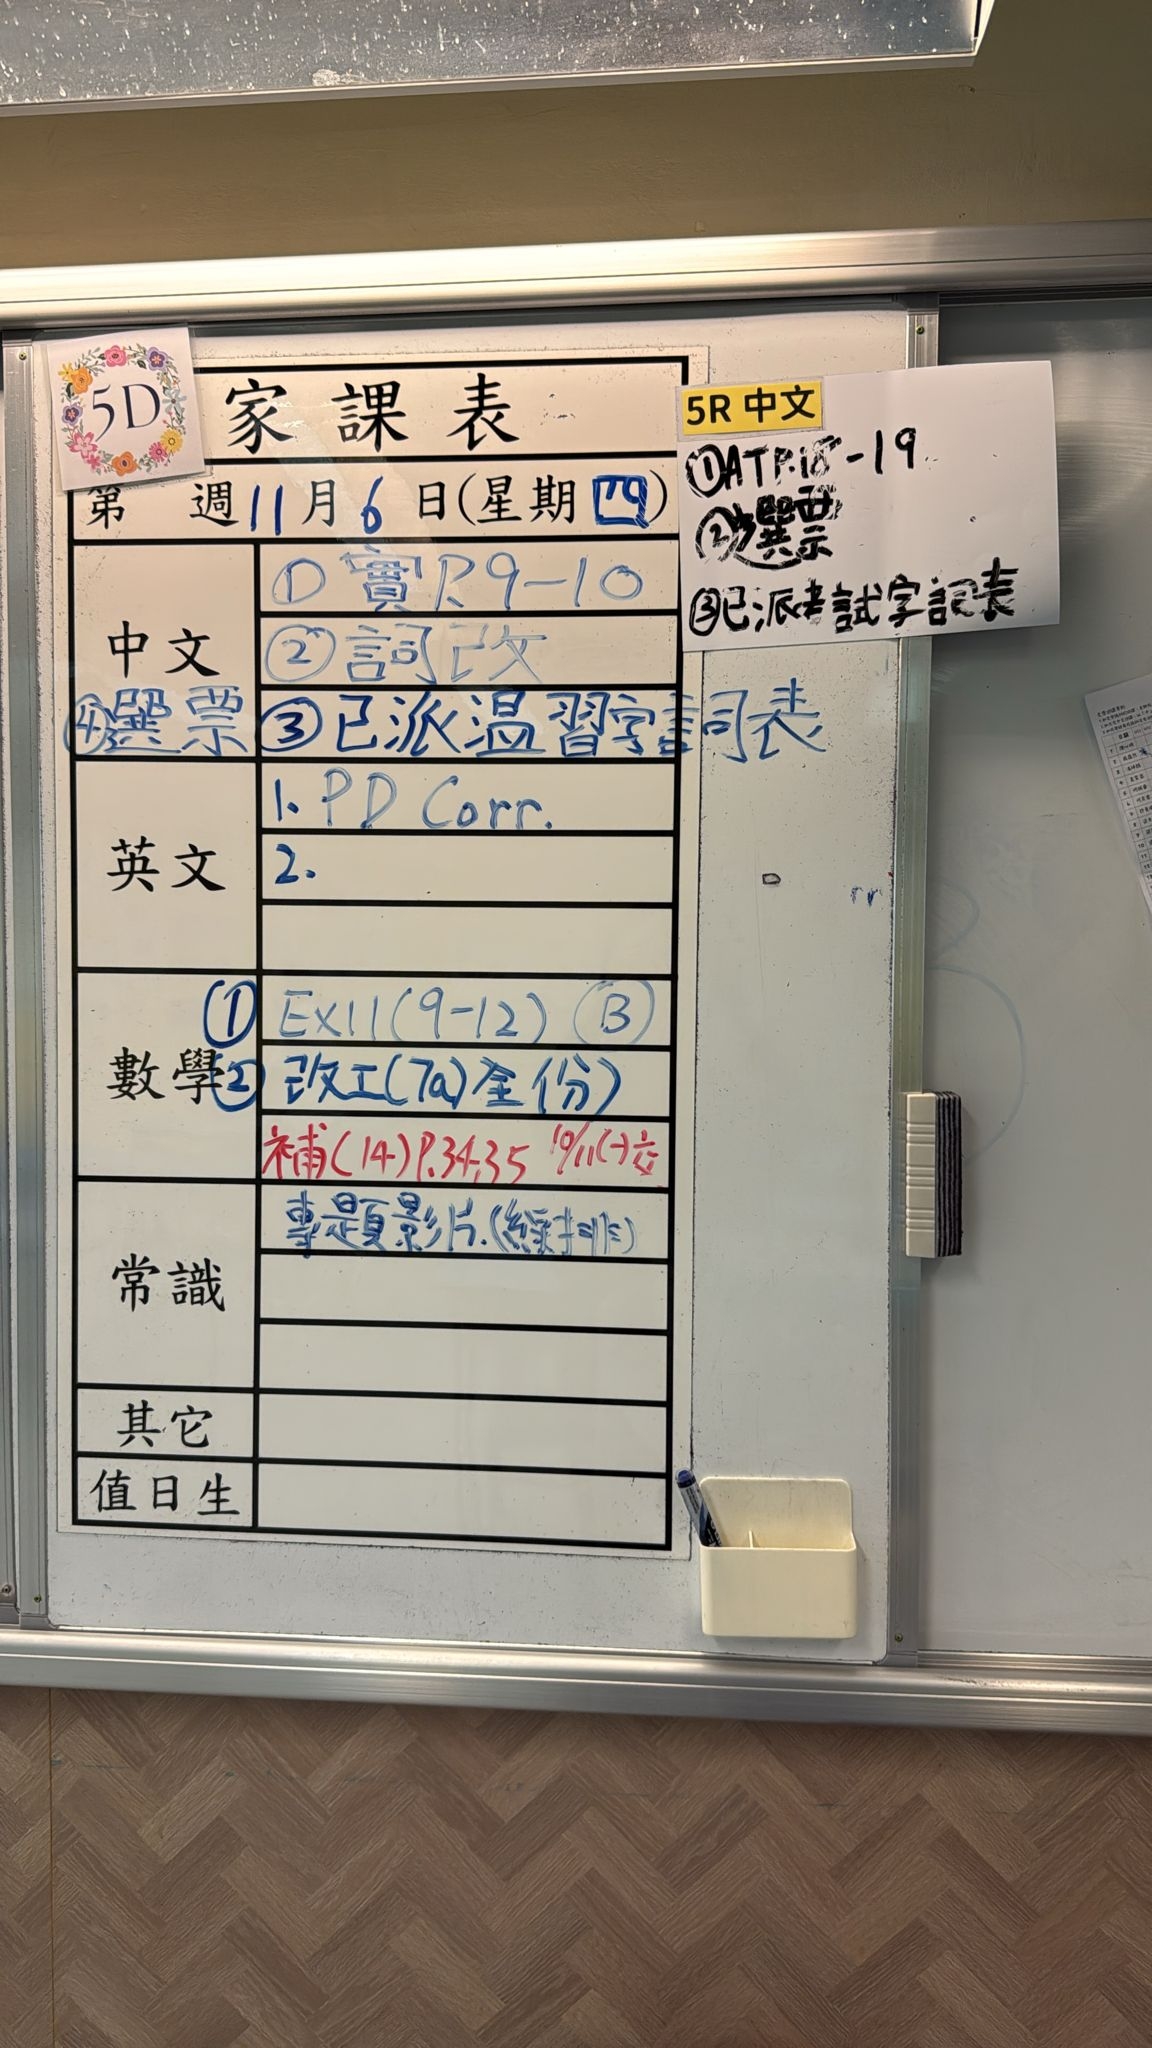 5D
家課表
第 週 11月6日(星期四)
中文
① 實P.9-10
② 詞改
③已派温習字詞表
④選票
英文
1. PD Corr.
2.
數學
① Ex11(9-12) Ⓑ
② 改工(7a)全份)
補(14)P.34,35 10/11(一)交
常識
專題影片.(綵排)
其它
值日生
5R 中文
①ATP.18-19
②選票
③已派考試字詞表